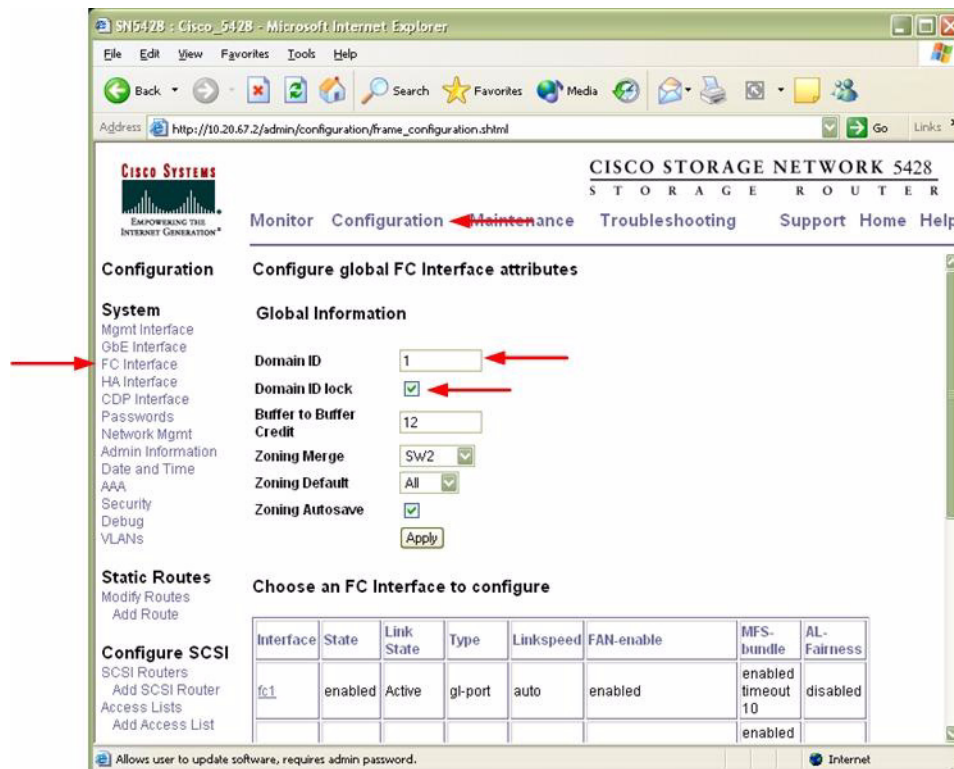 SN5428 : Cisco_5428 - Microsoft Internet Explorer
File Edit View Favorites Tools Help
Back Search Favorites Media
Address http://10.20.67.2/admin/configuration/frame_configuration.shtml Go Links
CISCO SYSTEMS
EMPOWERING THE
INTERNET GENERATION
CISCO STORAGE NETWORK 5428
STORAGE ROUTER
Monitor Configuration Maintenance Troubleshooting Support Home Help
Configuration
System
Mgmt Interface
GbE Interface
FC Interface
HA Interface
CDP Interface
Passwords
Network Mgmt
Admin Information
Date and Time
AAA
Security
Debug
VLANs
Static Routes
Modify Routes
Add Route
Configure SCSI
SCSI Routers
Add SCSI Router
Access Lists
Add Access List
Configure global FC Interface attributes
Global Information
Domain ID 1
Domain ID lock
Buffer to Buffer
Credit 12
Zoning Merge SW2
Zoning Default All
Zoning Autosave
Apply
Choose an FC Interface to configure
Interface State Link State Type Linkspeed FAN-enable MFS-bundle AL-Fairness
fc1 enabled Active gl-port auto enabled enabled timeout 10 disabled
enabled
Allows user to update software, requires admin password. Internet